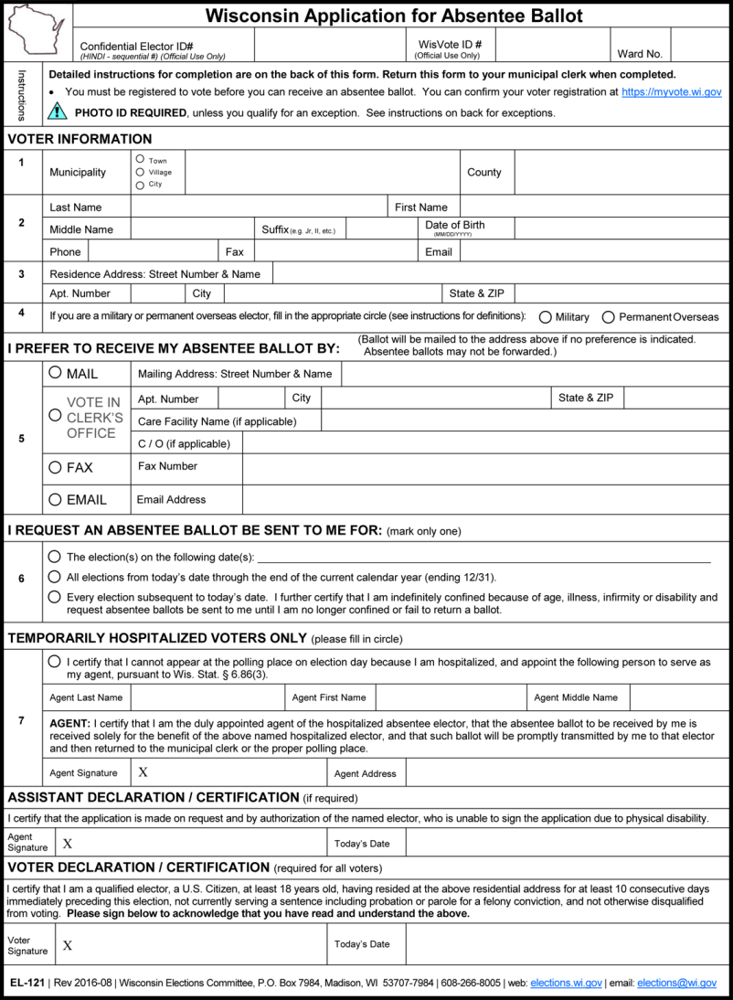 Wisconsin Application for Absentee Ballot
Confidential Elector ID#
(HINDI - sequential #) (Official Use Only)
WisVote ID #
(Official Use Only)
Ward No.
Instructions
Detailed instructions for completion are on the back of this form. Return this form to your municipal clerk when completed.
• You must be registered to vote before you can receive an absentee ballot. You can confirm your voter registration at https://myvote.wi.gov
! PHOTO ID REQUIRED, unless you qualify for an exception. See instructions on back for exceptions.
VOTER INFORMATION
1
Municipality
Town
Village
City
County
2
Last Name
First Name
Middle Name
Suffix (e.g. Jr, II, etc.)
Date of Birth
(MM/DD/YYYY)
Phone
Fax
Email
3
Residence Address: Street Number & Name
Apt. Number
City
State & ZIP
4
If you are a military or permanent overseas elector, fill in the appropriate circle (see instructions for definitions):
Military
Permanent Overseas
I PREFER TO RECEIVE MY ABSENTEE BALLOT BY:
(Ballot will be mailed to the address above if no preference is indicated.
Absentee ballots may not be forwarded.)
5
MAIL
Mailing Address: Street Number & Name
VOTE IN
CLERK'S
OFFICE
Apt. Number
City
State & ZIP
Care Facility Name (if applicable)
C / O (if applicable)
FAX
Fax Number
EMAIL
Email Address
I REQUEST AN ABSENTEE BALLOT BE SENT TO ME FOR: (mark only one)
6
The election(s) on the following date(s):
All elections from today's date through the end of the current calendar year (ending 12/31).
Every election subsequent to today's date. I further certify that I am indefinitely confined because of age, illness, infirmity or disability and
request absentee ballots be sent to me until I am no longer confined or fail to return a ballot.
TEMPORARILY HOSPITALIZED VOTERS ONLY (please fill in circle)
7
I certify that I cannot appear at the polling place on election day because I am hospitalized, and appoint the following person to serve as
my agent, pursuant to Wis. Stat. § 6.86(3).
Agent Last Name
Agent First Name
Agent Middle Name
AGENT: I certify that I am the duly appointed agent of the hospitalized absentee elector, that the absentee ballot to be received by me is
received solely for the benefit of the above named hospitalized elector, and that such ballot will be promptly transmitted by me to that elector
and then returned to the municipal clerk or the proper polling place.
Agent Signature
X
Agent Address
ASSISTANT DECLARATION / CERTIFICATION (if required)
I certify that the application is made on request and by authorization of the named elector, who is unable to sign the application due to physical disability.
Agent
Signature
X
Today's Date
VOTER DECLARATION / CERTIFICATION (required for all voters)
I certify that I am a qualified elector, a U.S. Citizen, at least 18 years old, having resided at the above residential address for at least 10 consecutive days
immediately preceding this election, not currently serving a sentence including probation or parole for a felony conviction, and not otherwise disqualified
from voting. Please sign below to acknowledge that you have read and understand the above.
Voter
Signature
X
Today's Date
EL-121 | Rev 2016-08 | Wisconsin Elections Committee, P.O. Box 7984, Madison, WI 53707-7984 | 608-266-8005 | web: elections.wi.gov | email: elections@wi.gov